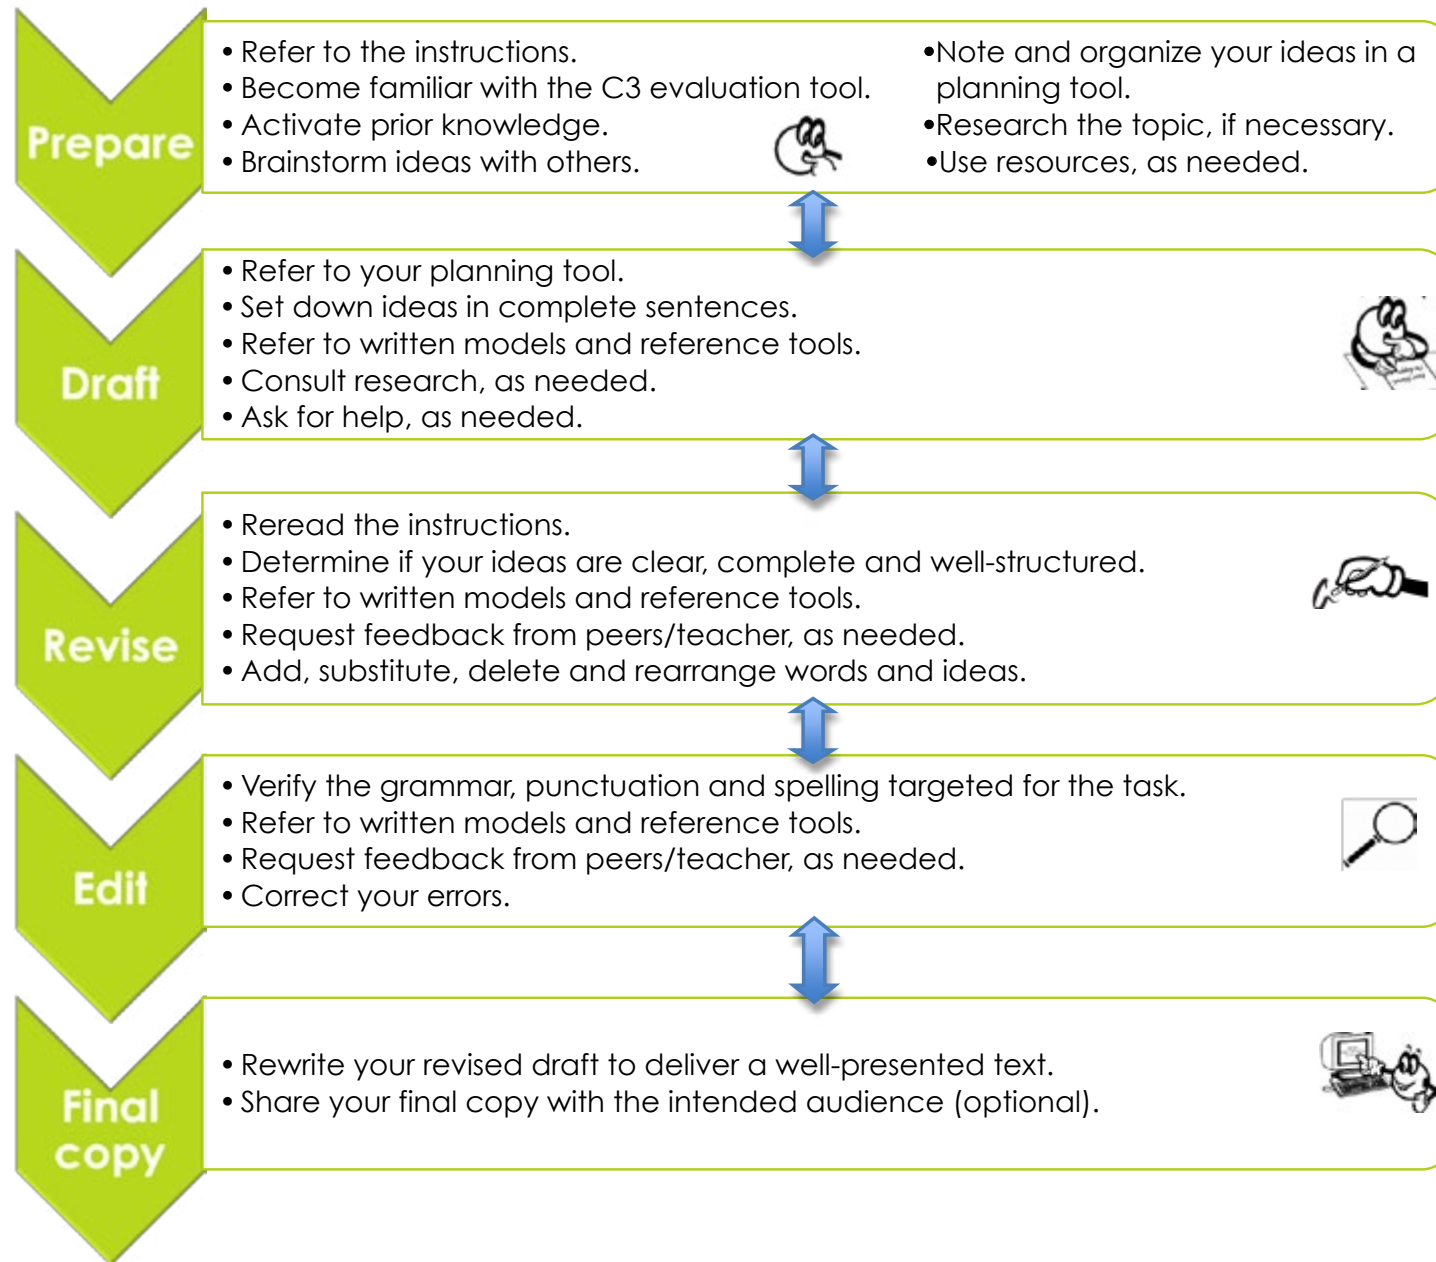 Prepare
• Refer to the instructions.
• Become familiar with the C3 evaluation tool.
• Activate prior knowledge.
• Brainstorm ideas with others.
•Note and organize your ideas in a
planning tool.
•Research the topic, if necessary.
•Use resources, as needed.
Draft
• Refer to your planning tool.
• Set down ideas in complete sentences.
• Refer to written models and reference tools.
• Consult research, as needed.
• Ask for help, as needed.
Revise
• Reread the instructions.
• Determine if your ideas are clear, complete and well-structured.
• Refer to written models and reference tools.
• Request feedback from peers/teacher, as needed.
• Add, substitute, delete and rearrange words and ideas.
Edit
• Verify the grammar, punctuation and spelling targeted for the task.
• Refer to written models and reference tools.
• Request feedback from peers/teacher, as needed.
• Correct your errors.
Final
copy
• Rewrite your revised draft to deliver a well-presented text.
• Share your final copy with the intended audience (optional).